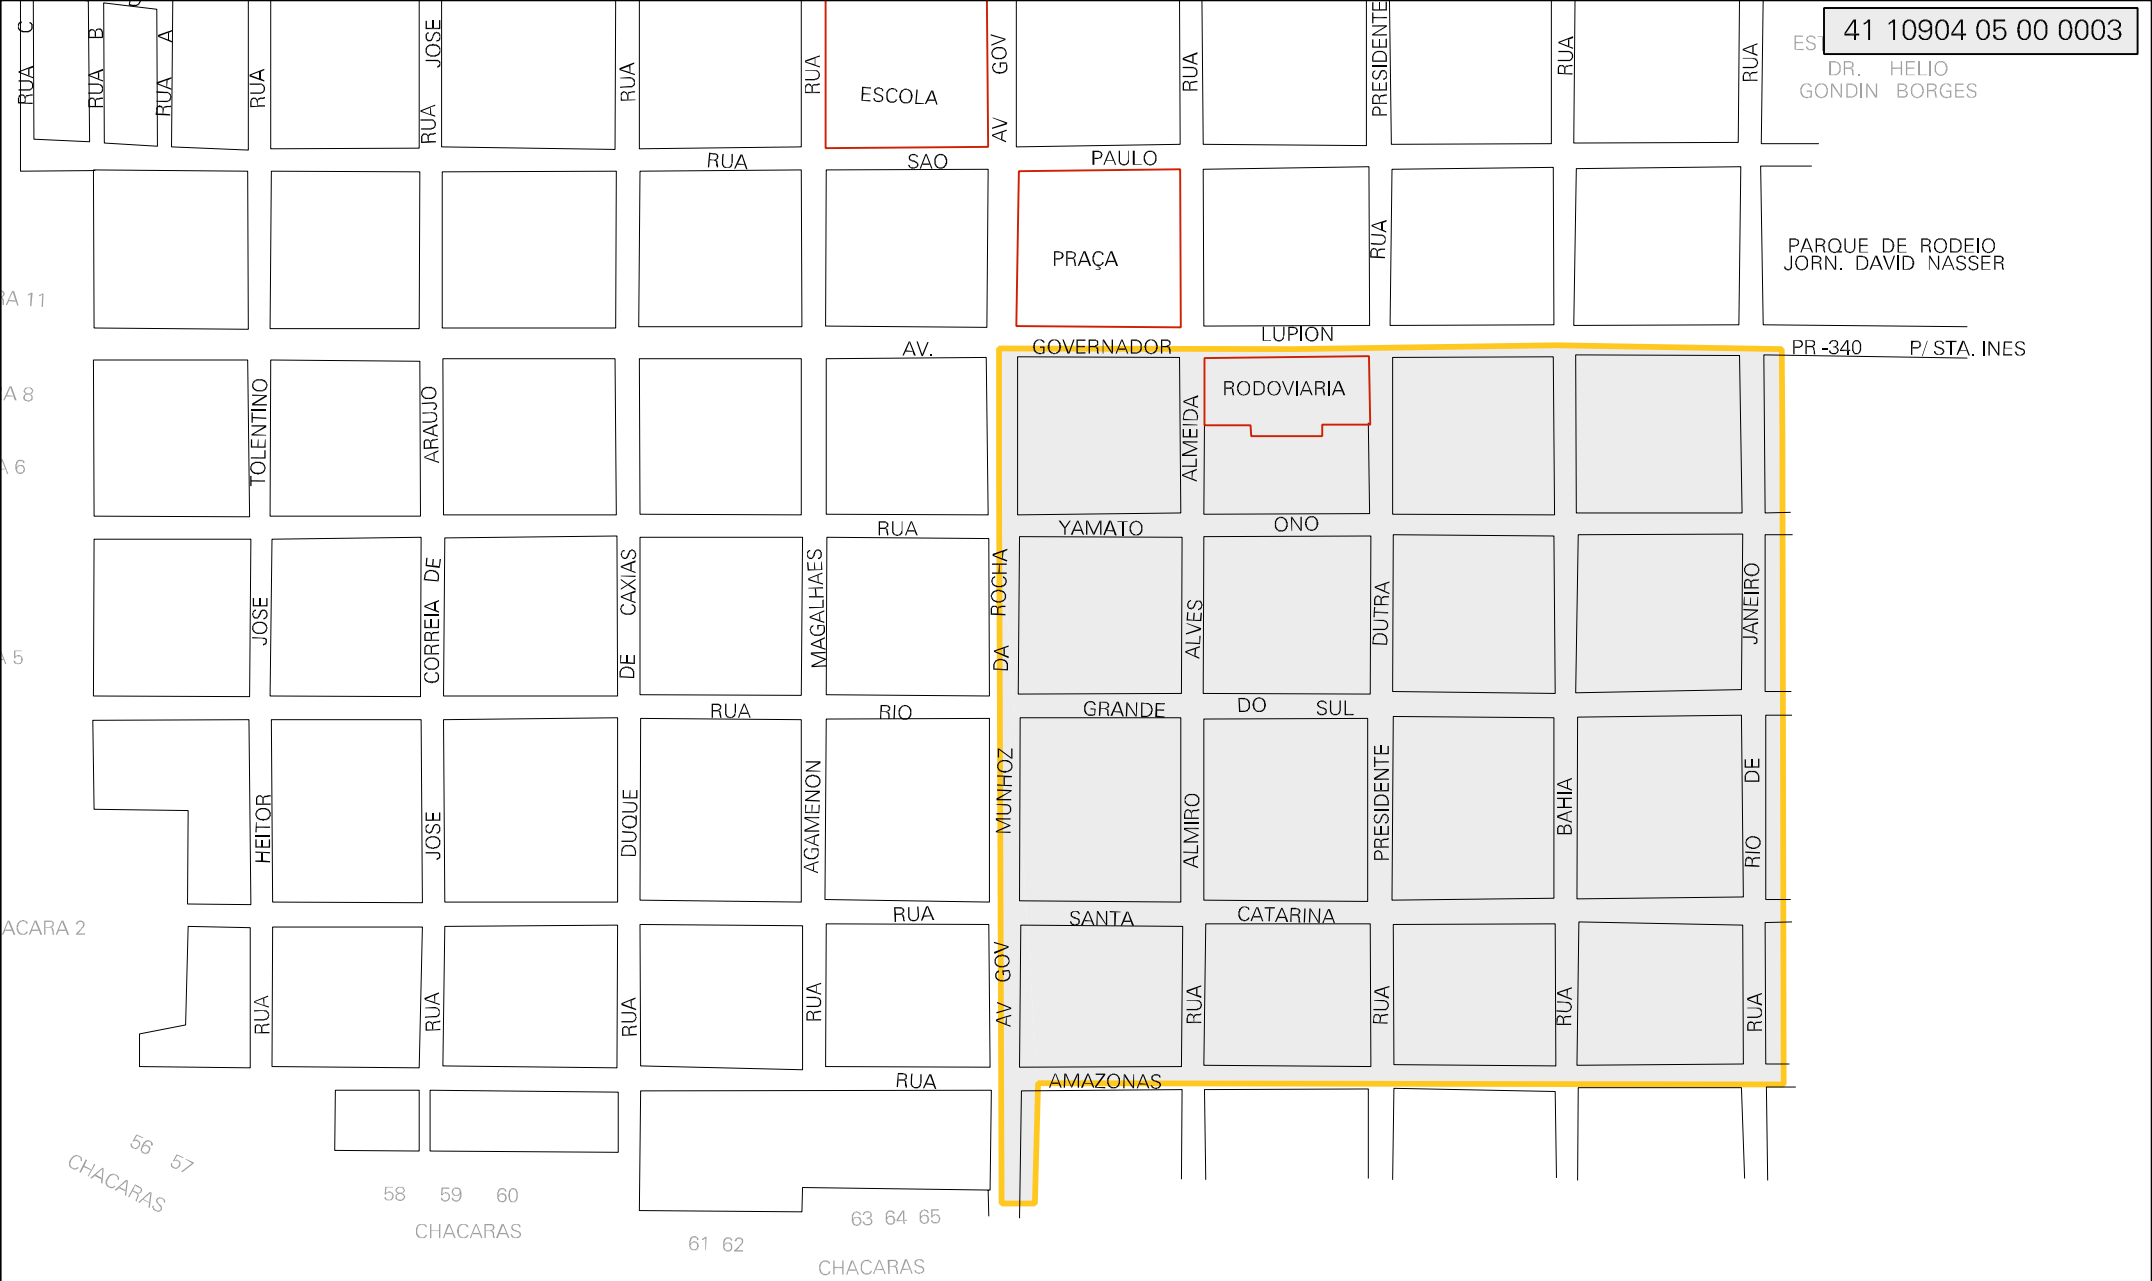 41 10904 05 00 0003
RUA C
RUA B
RUA A
RUA
RUA JOSE
RUA
RUA
ESCOLA
AV GOV
RUA
PRESIDENTE
RUA
RUA
DR. HELIO
GONDIN BORGES
RUA SAO PAULO
PRAÇA
RUA
PARQUE DE RODEIO
JORN. DAVID NASSER
11
AV. GOVERNADOR LUPION
PR-340 P/ STA. INES
8
TOLENTINO
ARAUJO
ALMEIDA
RODOVIARIA
6
RUA YAMATO ONO
JOSE
CORREIA DE
DE CAXIAS
MAGALHAES
DA ROCHA
ALVES
DUTRA
JANEIRO
5
RUA RIO GRANDE DO SUL
HEITOR
JOSE
DUQUE
AGAMENON
MUNHOZ
ALMIRO
PRESIDENTE
BAHIA
RIO DE
RUA SANTA CATARINA
ACARA 2
RUA
RUA
RUA
RUA
AV GOV
RUA
RUA
RUA
RUA
RUA AMAZONAS
56 57
CHACARAS
58 59 60
CHACARAS
63 64 65
61 62
CHACARAS